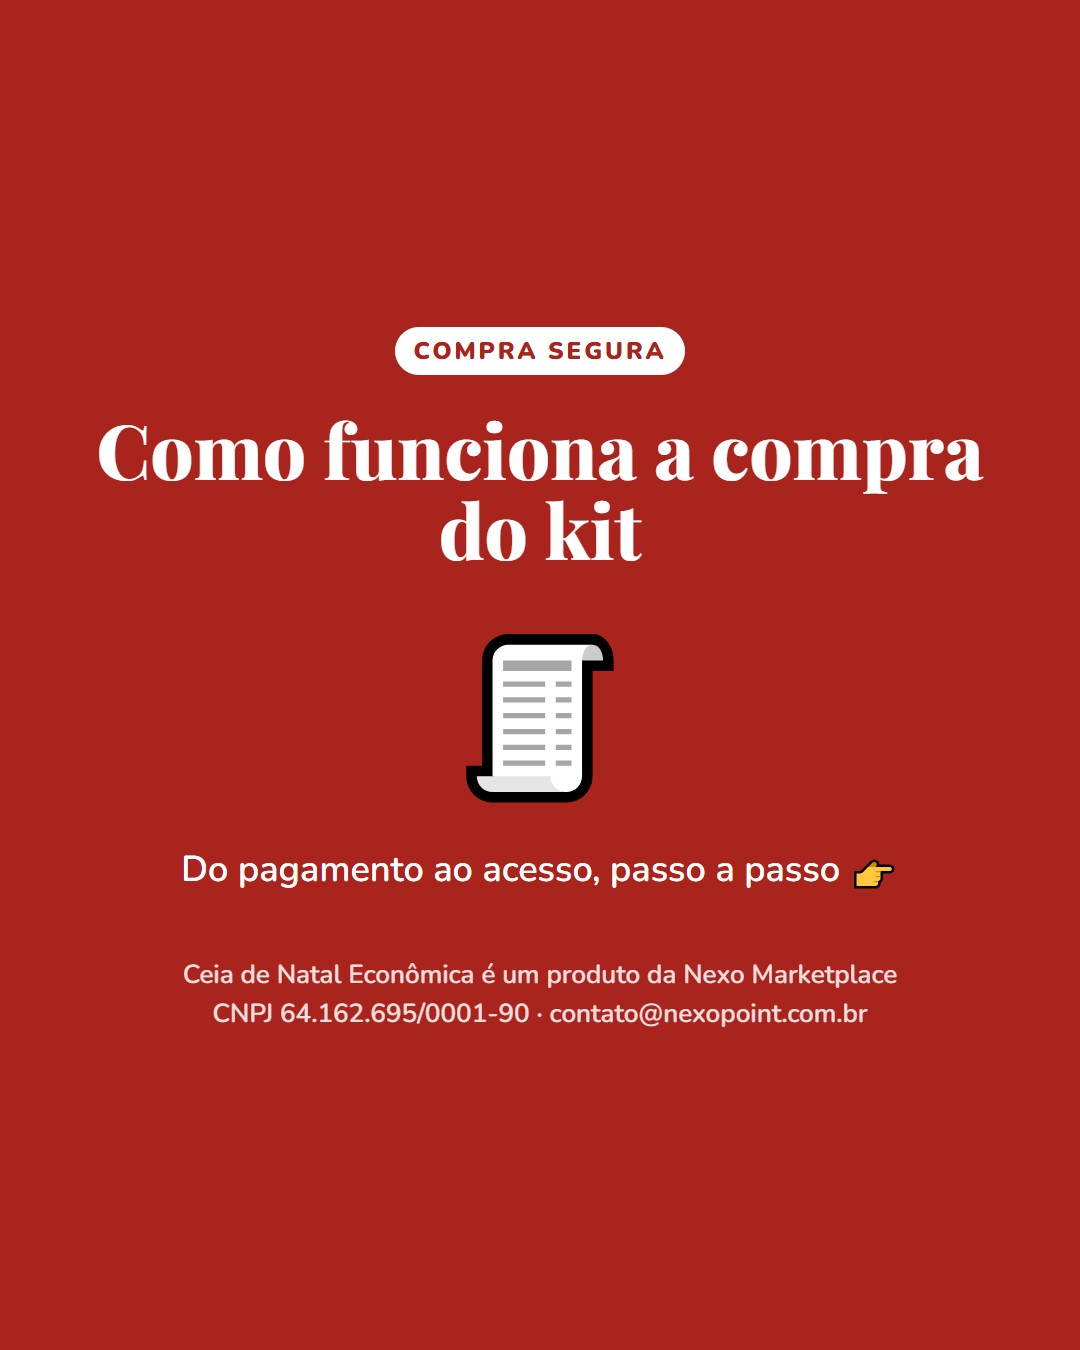 COMPRA SEGURA
Como funciona a compra
do kit
Do pagamento ao acesso, passo a passo 👉
Ceia de Natal Econômica é um produto da Nexo Marketplace
CNPJ 64.162.695/0001-90 · contato@nexopoint.com.br